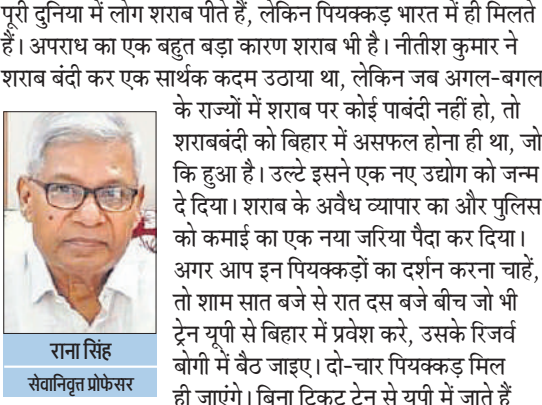 पूरी दुनिया में लोग शराब पीते हैं, लेकिन पियक्कड़ भारत में ही मिलते
हैं। अपराध का एक बहुत बड़ा कारण शराब भी है। नीतीश कुमार ने
शराब बंदी कर एक सार्थक कदम उठाया था, लेकिन जब अगल-बगल
के राज्यों में शराब पर कोई पाबंदी नहीं हो, तो
शराबबंदी को बिहार में असफल होना ही था, जो
कि हुआ है। उल्टे इसने एक नए उद्योग को जन्म
दे दिया। शराब के अवैध व्यापार का और पुलिस
को कमाई का एक नया जरिया पैदा कर दिया।
अगर आप इन पियक्कड़ों का दर्शन करना चाहें,
तो शाम सात बजे से रात दस बजे बीच जो भी
ट्रेन यूपी से बिहार में प्रवेश करे, उसके रिजर्व
बोगी में बैठ जाइए। दो-चार पियक्कड़ मिल
ही जाएंगे। बिना टिकट ट्रेन से यूपी में जाते हैं
राना सिंह
सेवानिवृत्त प्रोफेसर